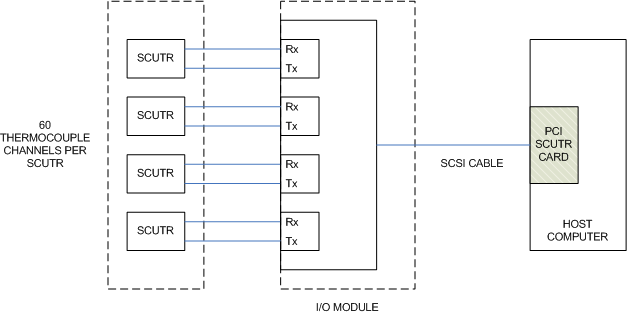 60
THERMOCOUPLE
CHANNELS PER
SCUTR
SCUTR
SCUTR
SCUTR
SCUTR
Rx
Tx
Rx
Tx
Rx
Tx
Rx
Tx
I/O MODULE
SCSI CABLE
PCI
SCUTR
CARD
HOST
COMPUTER